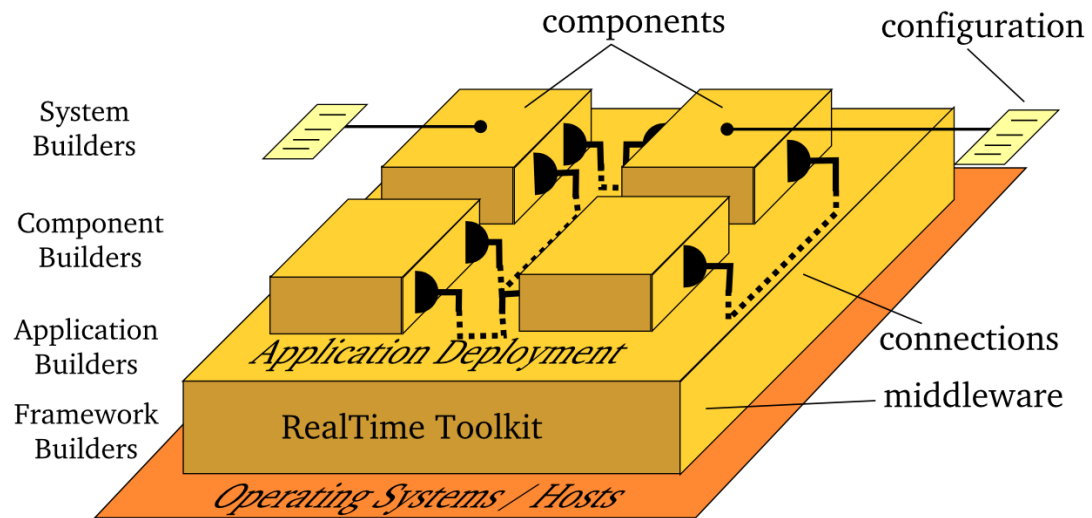 components
configuration
System
Builders
Component
Builders
Application
Builders
Framework
Builders
connections
middleware
Application Deployment
RealTime Toolkit
Operating Systems / Hosts